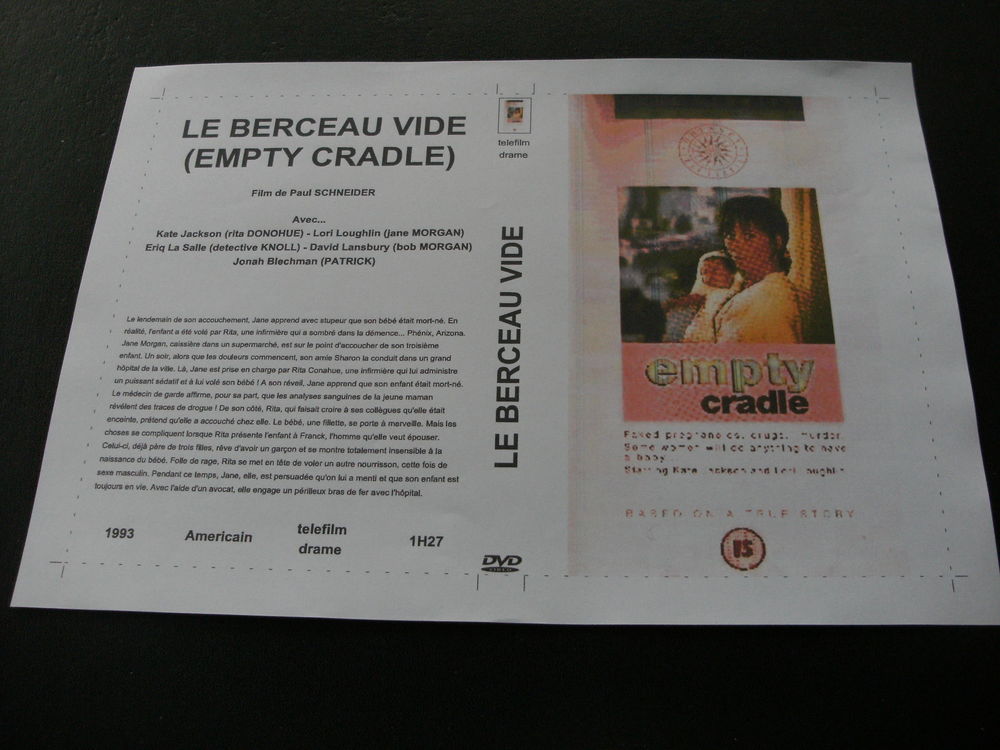 LE BERCEAU VIDE
(EMPTY CRADLE)
Film de Paul SCHNEIDER
Avec...
Kate Jackson (rita DONOHUE) - Lori Loughlin (jane MORGAN)
Eriq La Salle (detective KNOLL) - David Lansbury (bob MORGAN)
Jonah Blechman (PATRICK)
Le lendemain de son accouchement, Jane apprend avec stupeur que son bébé était mort-né. En
réalité, l'enfant a été volé par Rita, une infirmière qui a sombré dans la démence... Phénix, Arizona.
Jane Morgan, caissière dans un supermarché, est sur le point d'accoucher de son troisième
enfant. Un soir, alors que les douleurs commencent, son amie Sharon la conduit dans un grand
hôpital de la ville. Là, Jane est prise en charge par Rita Conahue, une infirmière qui lui administre
un puissant sédatif et à lui volé son bébé ! A son réveil, Jane apprend que son enfant était mort-né.
Le médecin de garde affirme, pour sa part, que les analyses sanguines de la jeune maman
révèlent des traces de drogue ! De son côté, Rita, qui faisait croire à ses collègues qu'elle était
enceinte, prétend qu'elle a accouché chez elle. Le bébé, une fillette, se porte à merveille. Mais les
choses se compliquent lorsque Rita présente l'enfant à Franck, l'homme qu'elle veut épouser.
Celui-ci, déjà père de trois filles, rêve d'avoir un garçon et se montre totalement insensible à la
naissance du bébé. Folle de rage, Rita se met en tête de voler un autre nourrisson, cette fois de
sexe masculin. Pendant ce temps, Jane, elle, est persuadée qu'on lui a menti et que son enfant est
toujours en vie. Avec l'aide d'un avocat, elle engage un périlleux bras de fer avec l'hôpital.
1993
Americain
telefilm
drame
1H27
telefilm
drame
LE BERCEAU VIDE
DVD
VIDEO
empty
cradle
Faked pregnancies, drugs, murder.
Some women will do anything to have
a baby
Starring Kate Jackson and Lori Loughlin
BASED ON A TRUE STORY
15